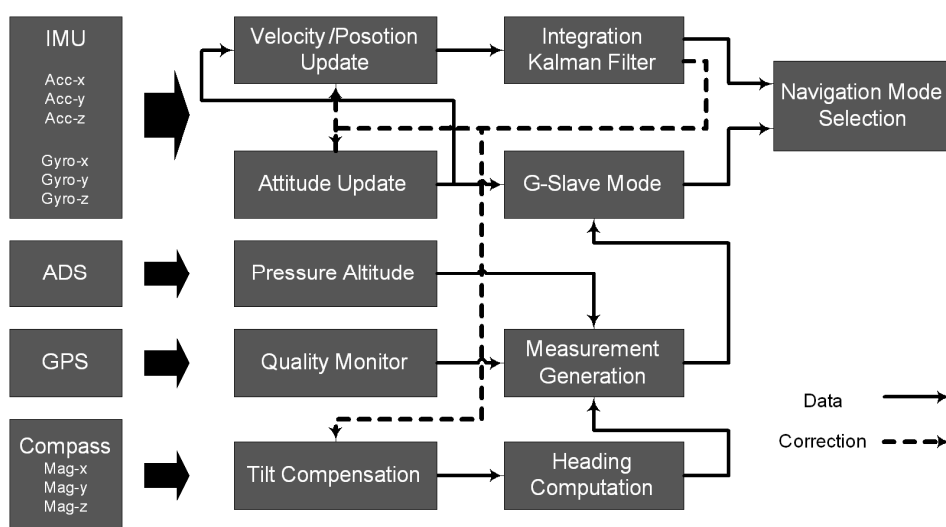 IMU
Acc-x
Acc-y
Acc-z
Gyro-x
Gyro-y
Gyro-z
Velocity/Posotion
Update
Integration
Kalman Filter
Navigation Mode
Selection
Attitude Update
G-Slave Mode
ADS
Pressure Altitude
GPS
Quality Monitor
Measurement
Generation
Data
Correction
Compass
Mag-x
Mag-y
Mag-z
Tilt Compensation
Heading
Computation